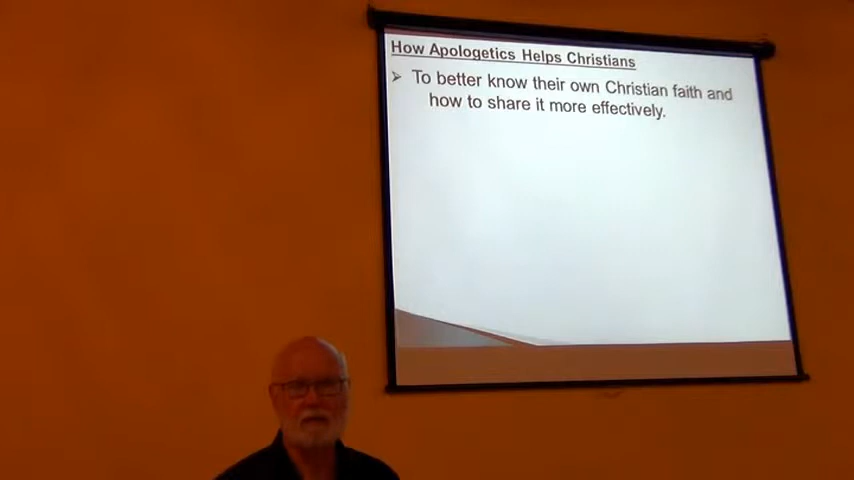 How Apologetics Helps Christians
➢ To better know their own Christian faith and
how to share it more effectively.